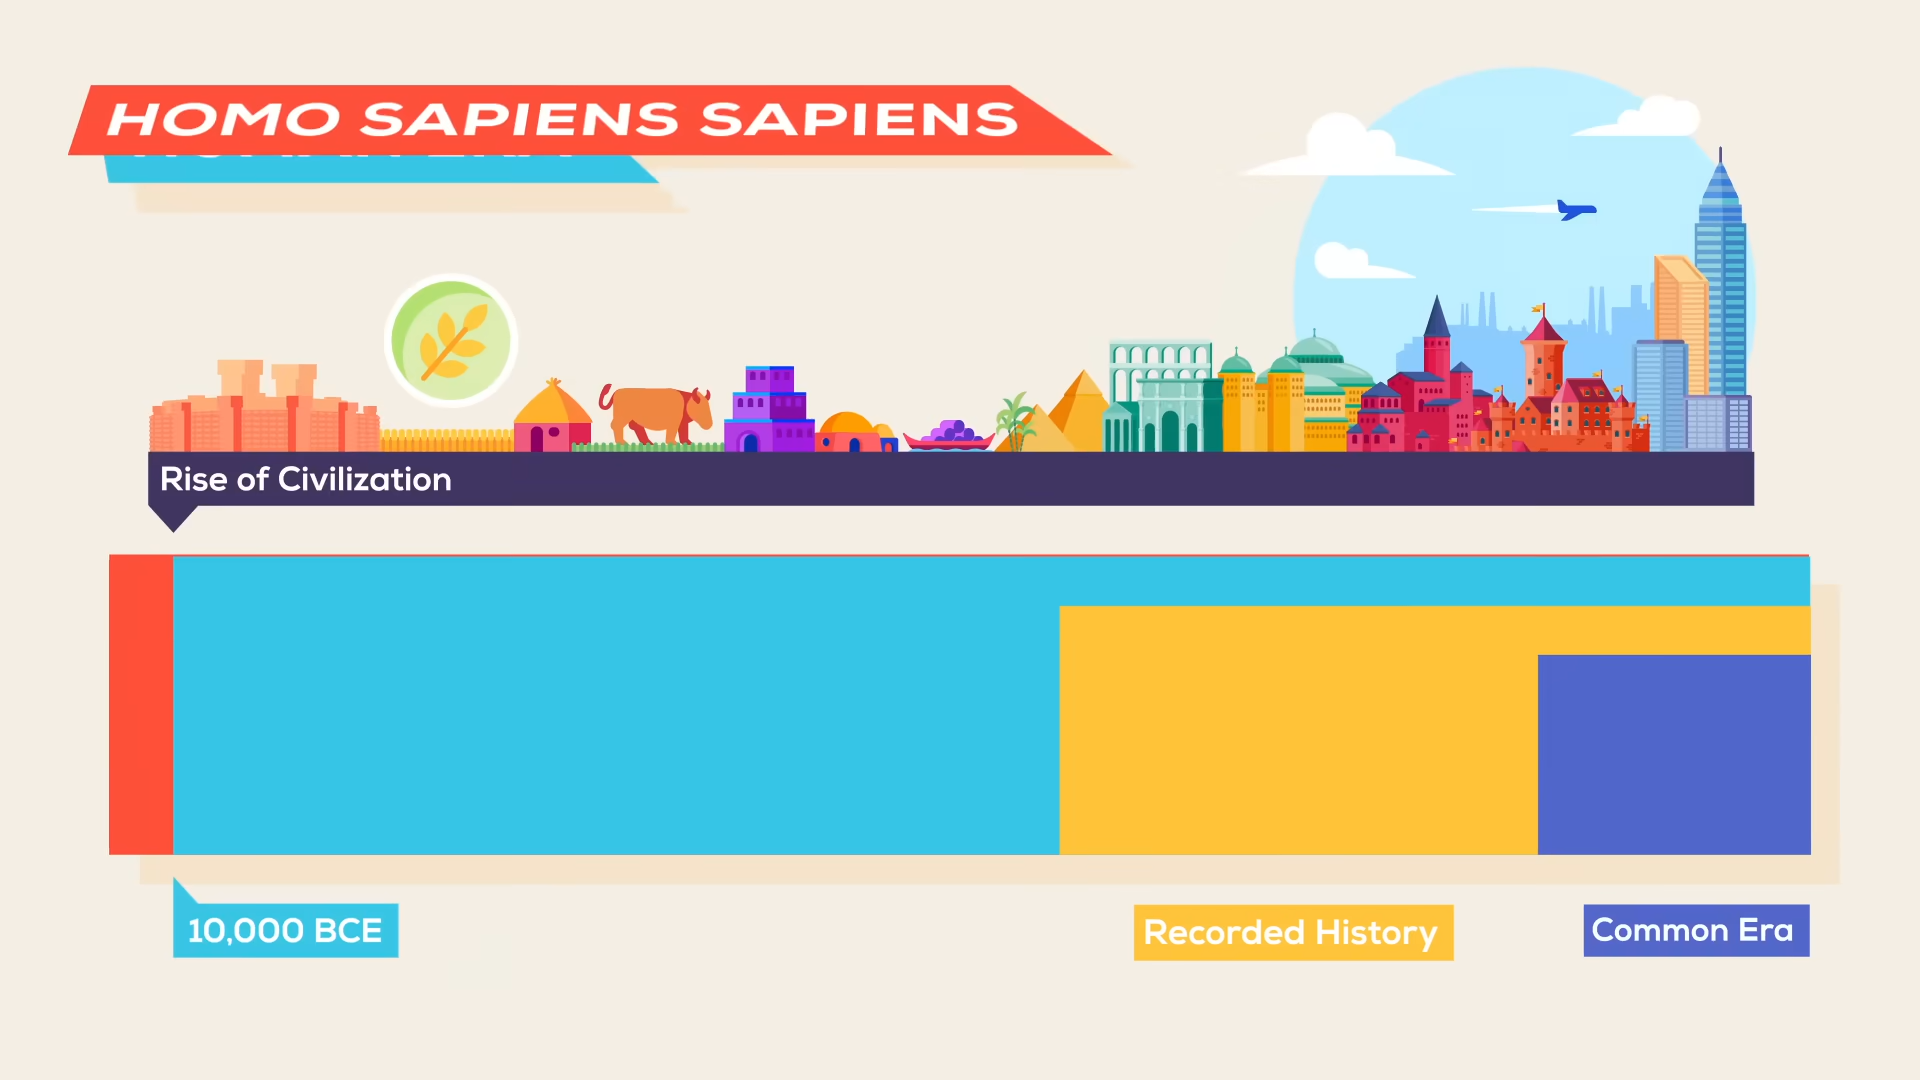 HOMO SAPIENS SAPIENS
Rise of Civilization
10,000 BCE
Recorded History
Common Era